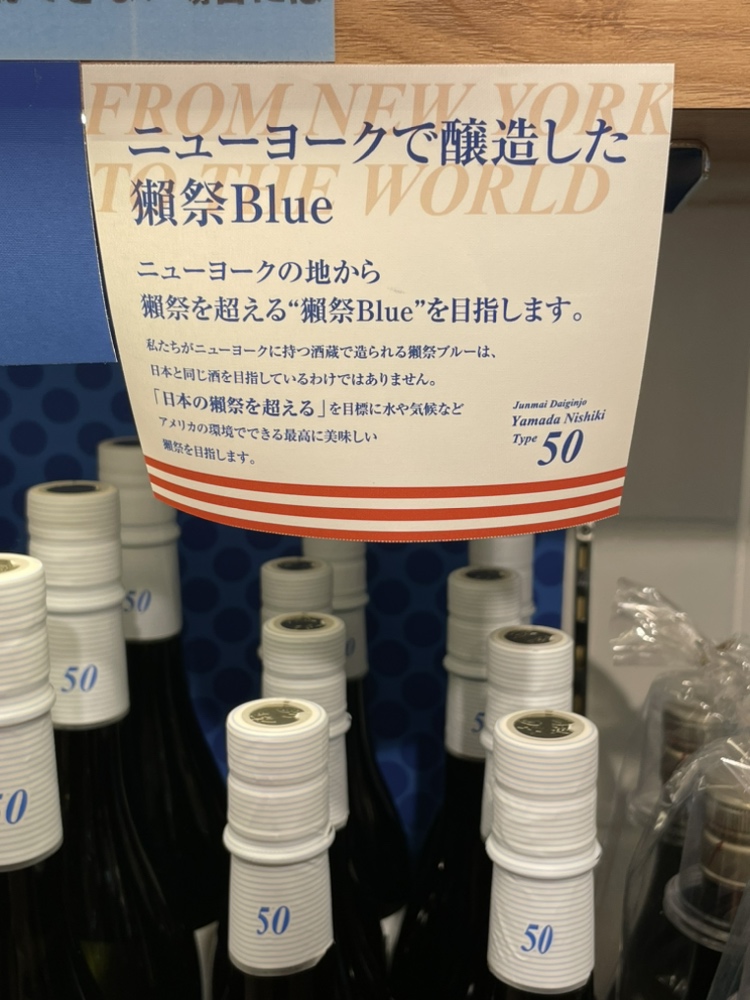 FROM NEW YORK
TO THE WORLD
ニューヨークで醸造した
獺祭Blue
ニューヨークの地から
獺祭を超える“獺祭Blue”を目指します。
私たちがニューヨークに持つ酒蔵で造られる獺祭ブルーは、
日本と同じ酒を目指しているわけではありません。
「日本の獺祭を超える」を目標に水や気候など
アメリカの環境でできる最高に美味しい
獺祭を目指します。
Junmai Daiginjo
Yamada Nishiki
Type 50
50
50
50
50